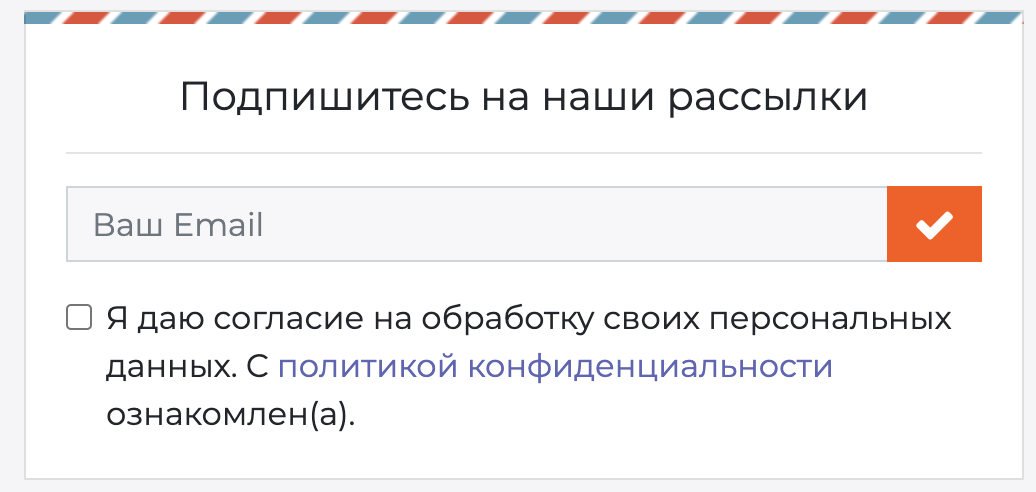 Подпишитесь на наши рассылки
Ваш Email
Я даю согласие на обработку своих персональных
данных. С политикой конфиденциальности
ознакомлен(а).